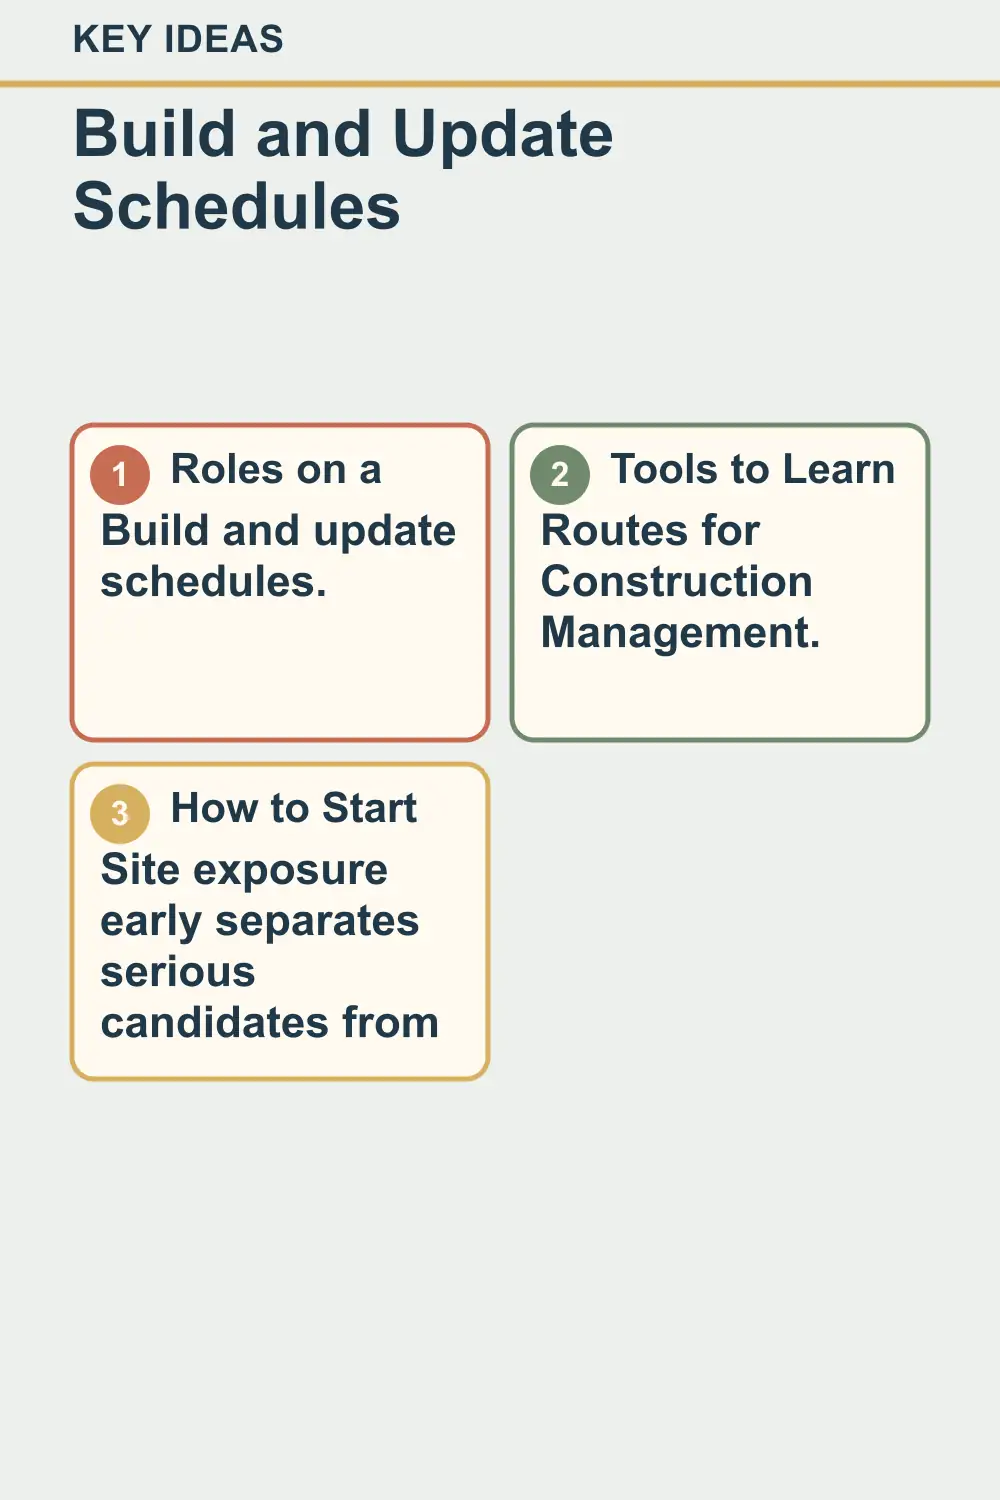 KEY IDEAS
Build and Update
Schedules
1 Roles on a
Build and update
schedules.
2 Tools to Learn
Routes for
Construction
Management.
3 How to Start
Site exposure
early separates
serious
candidates from